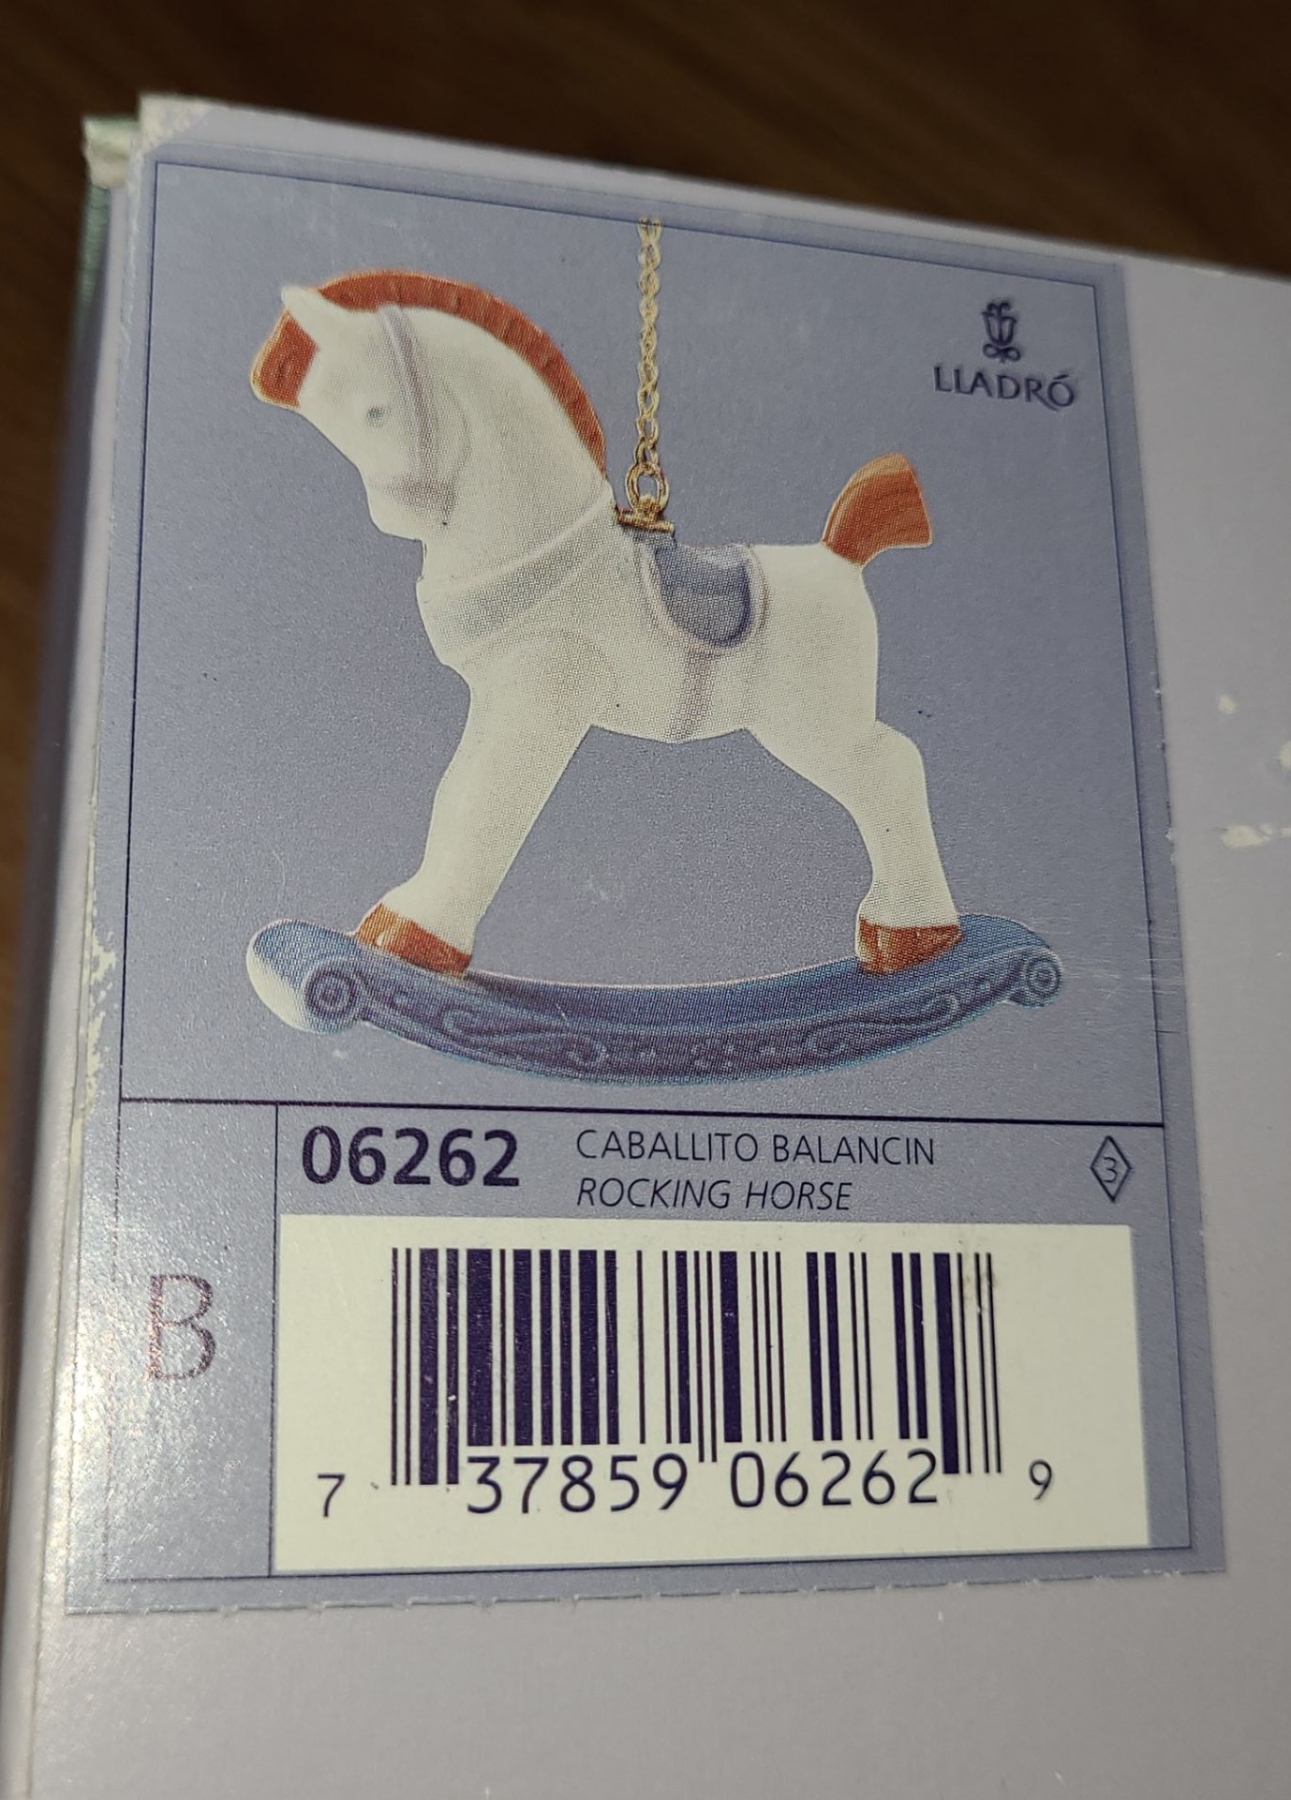 LLADRÓ
06262
CABALLITO BALANCIN
ROCKING HORSE
3
B
7 37859 06262 9